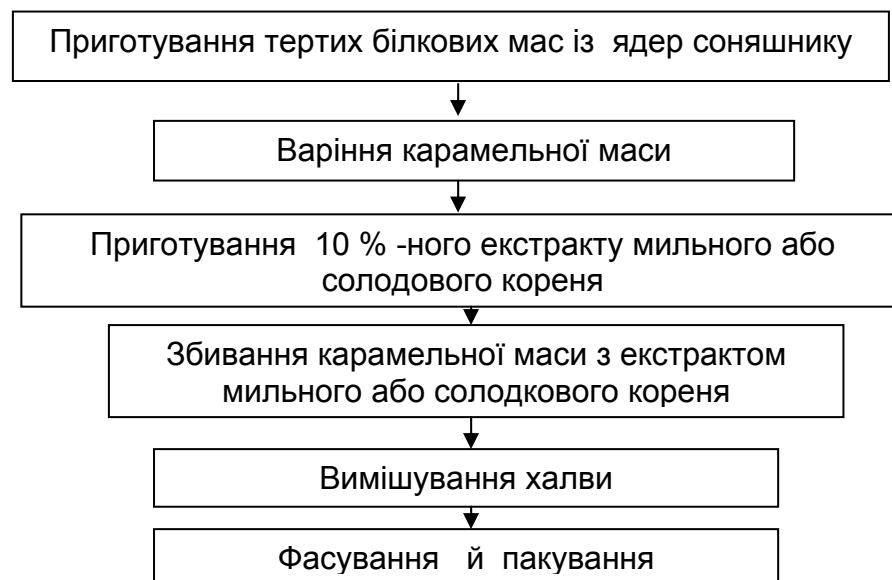 Приготування тертих білкових мас із ядер соняшнику
Варіння карамельної маси
Приготування 10 % -ного екстракту мильного або
солодового кореня
Збивання карамельної маси з екстрактом
мильного або солодкового кореня
Вимішування халви
Фасування й пакування